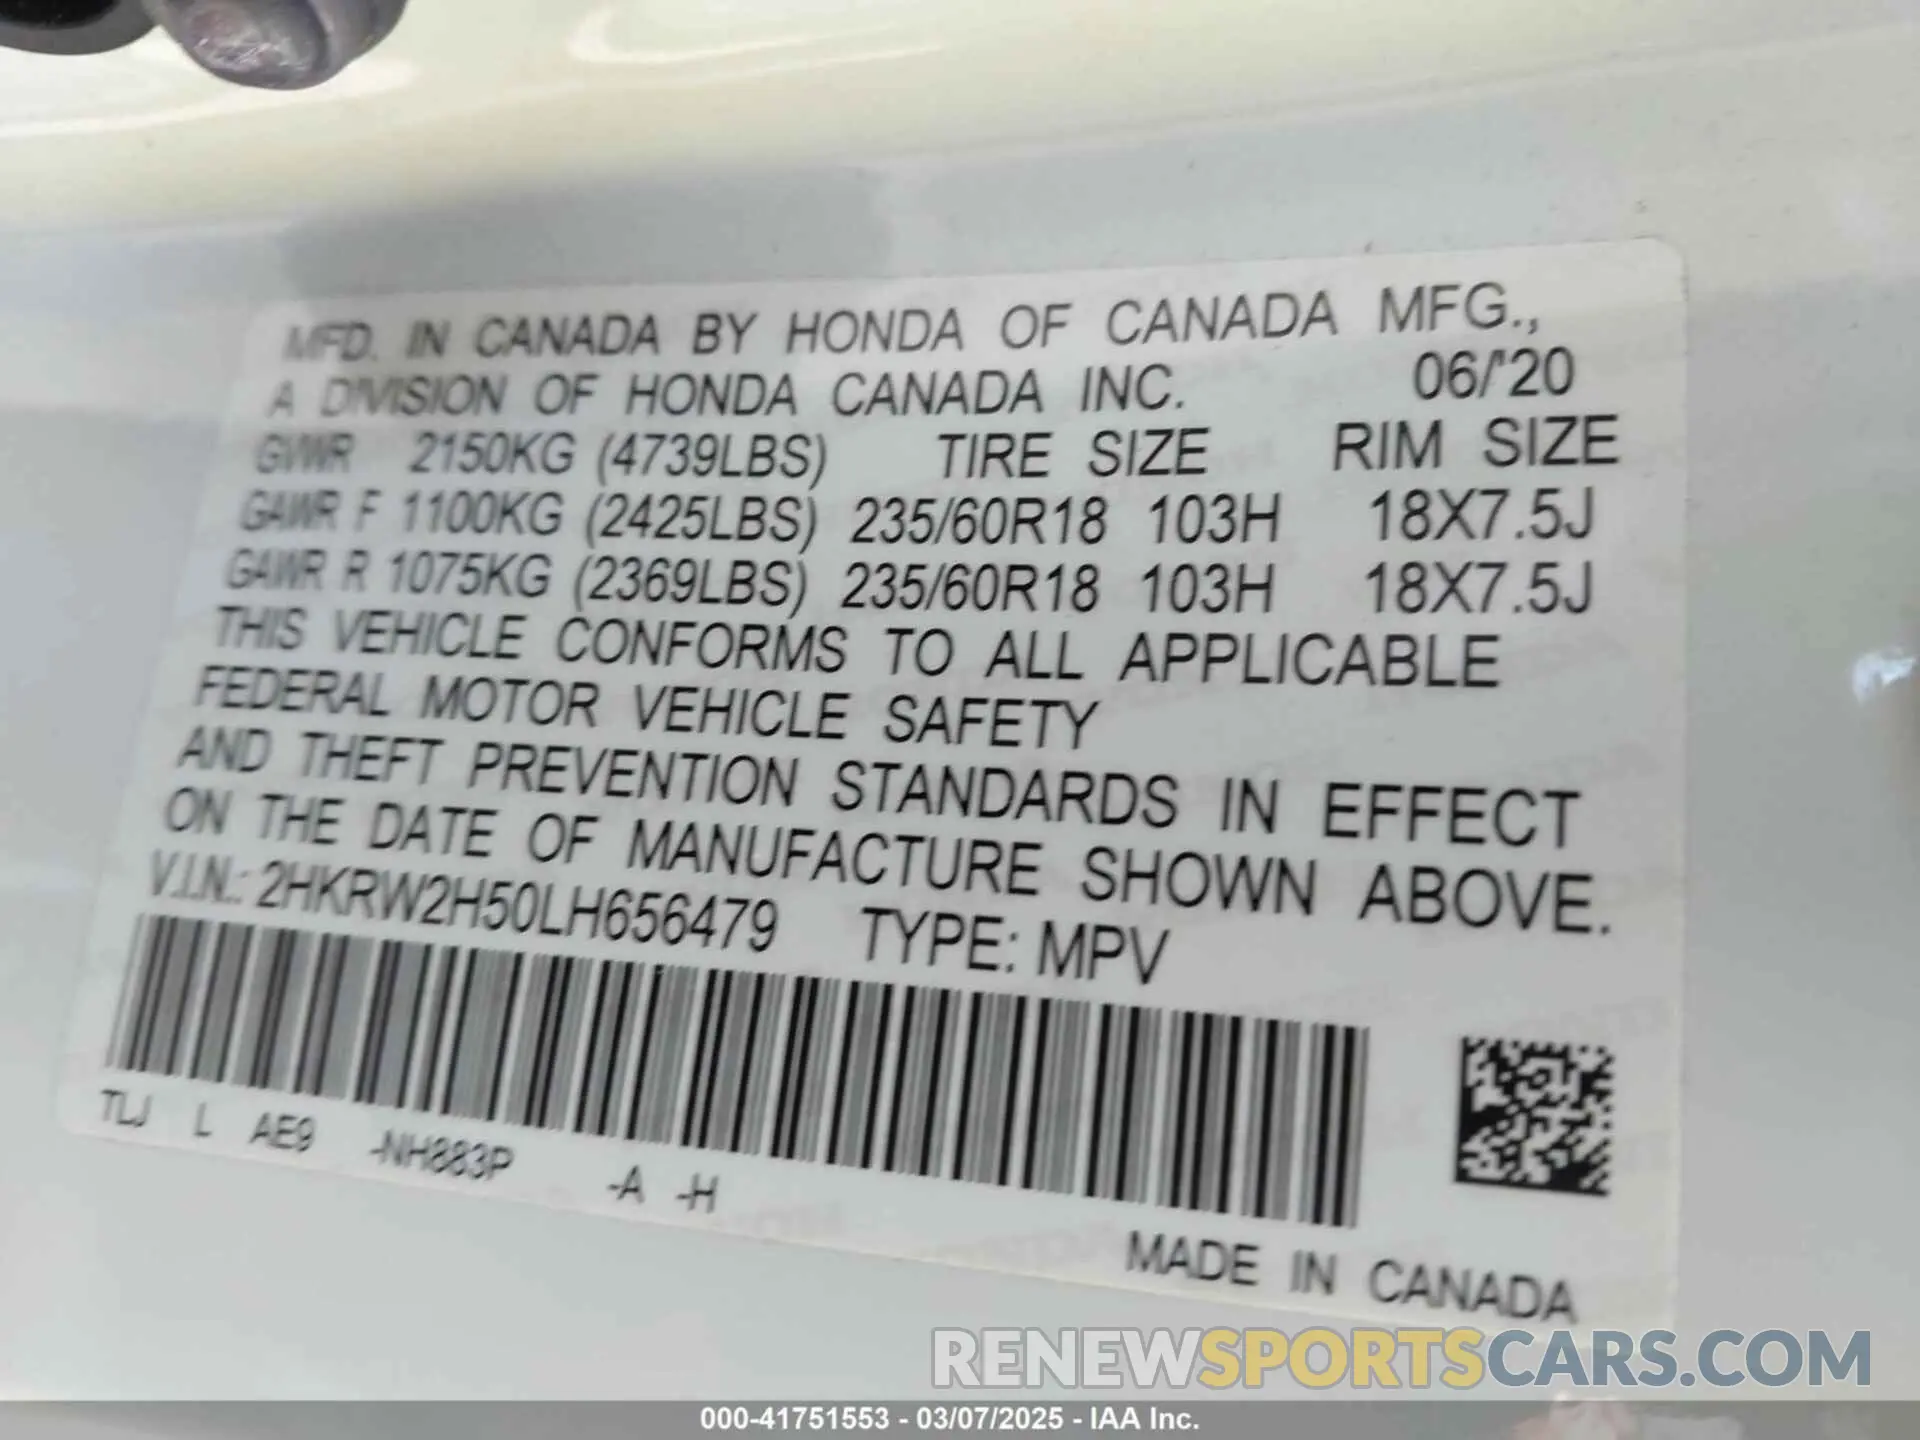 MFD. IN CANADA BY HONDA OF CANADA MFG.,
A DIVISION OF HONDA CANADA INC. 06/'20
GVWR 2150KG (4739LBS) TIRE SIZE RIM SIZE
GAWR F 1100KG (2425LBS) 235/60R18 103H 18X7.5J
GAWR R 1075KG (2369LBS) 235/60R18 103H 18X7.5J
THIS VEHICLE CONFORMS TO ALL APPLICABLE
FEDERAL MOTOR VEHICLE SAFETY
AND THEFT PREVENTION STANDARDS IN EFFECT
ON THE DATE OF MANUFACTURE SHOWN ABOVE.
V.I.N.: 2HKRW2H50LH656479 TYPE: MPV
TLJ L AE9 -NH883P -A -H
MADE IN CANADA
RENEWSPORTSCARS.COM
000-41751553 - 03/07/2025 - IAA Inc.